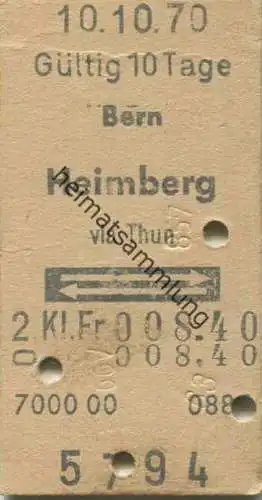 10.10.70
Gültig 10 Tage
Bern
Heimberg
via Thun
2 Kl. Fr 008.40
0 008.40
7000 00 088
5794
heimatsammlung